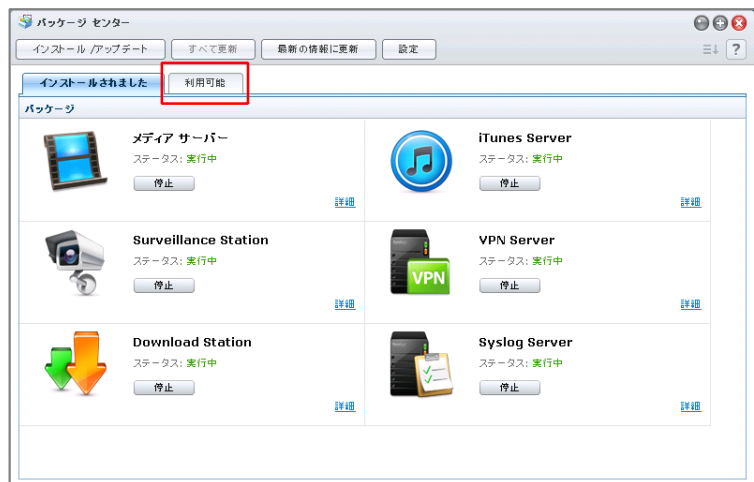 パッケージ センター
インストール /アップデート すべて更新 最新の情報に更新 設定 ?
インストールされました 利用可能
パッケージ
メディア サーバー
ステータス: 実行中
停止
詳細
iTunes Server
ステータス: 実行中
停止
詳細
Surveillance Station
ステータス: 実行中
停止
詳細
VPN
VPN Server
ステータス: 実行中
停止
詳細
Download Station
ステータス: 実行中
停止
詳細
Syslog Server
ステータス: 実行中
停止
詳細